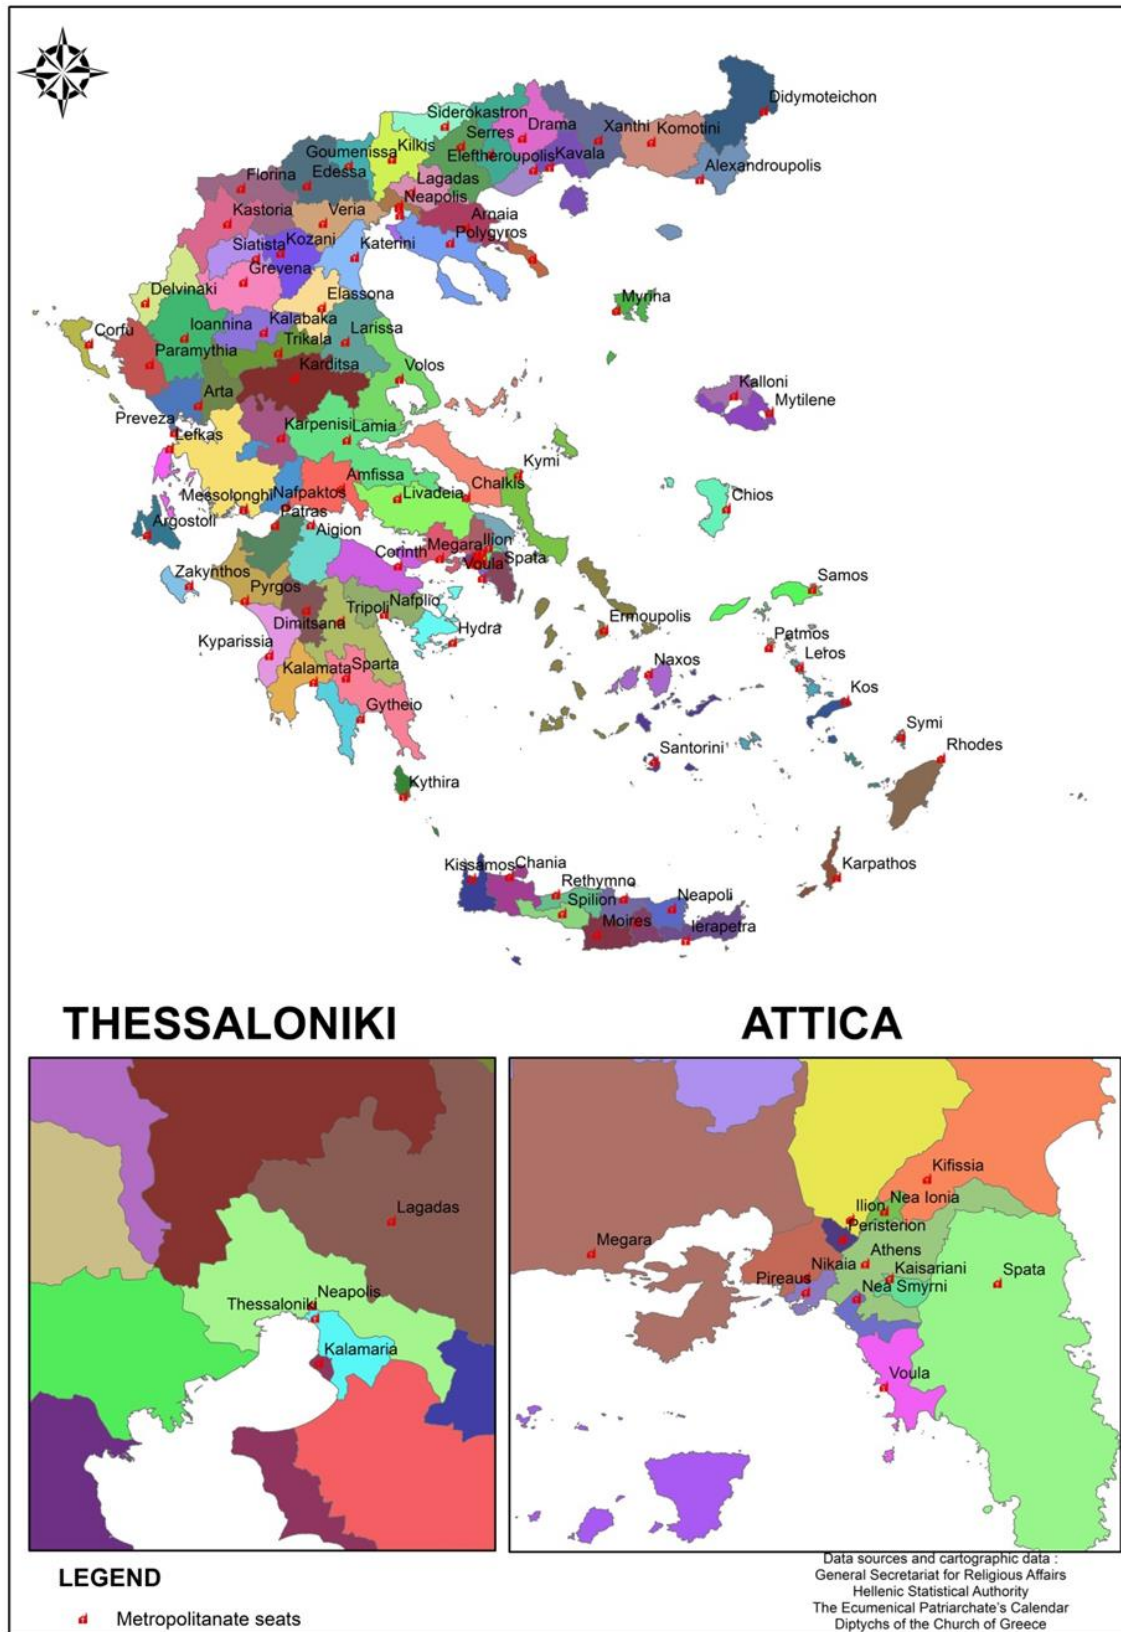 Didymoteichon
Siderokastron
Serres
Drama
Xanthi
Komotini
Goumenissa
Kilkis
Eleftheroupolis
Kavala
Alexandroupolis
Florina
Edessa
Lagadas
Neapolis
Kastoria
Veria
Arnaia
Polygyros
Siatista
Kozani
Katerini
Grevena
Delvinaki
Elassona
Myrina
Corfu
Ioannina
Kalabaka
Larissa
Paramythia
Trikala
Karditsa
Volos
Kalloni
Mytilene
Arta
Preveza
Lefkas
Karpenisi
Lamia
Kymi
Amfissa
Chalkis
Messolonghi
Nafpaktos
Livadeia
Chios
Argostoli
Patras
Aigion
Corinth
Megara
Ilion
Spata
Voula
Zakynthos
Pyrgos
Samos
Dimitsana
Tripoli
Nafplio
Hydra
Ermoupolis
Patmos
Leros
Kyparissia
Kalamata
Sparta
Naxos
Kos
Gytheio
Symi
Rhodes
Santorini
Kythira
Kissamos
Chania
Rethymno
Spilion
Neapoli
Karpathos
Moires
Ierapetra
THESSALONIKI
ATTICA
Lagadas
Neapolis
Thessaloniki
Kalamaria
Kifissia
Nea Ionia
Ilion
Peristerion
Megara
Athens
Nikaia
Kaisariani
Pireaus
Nea Smyrni
Spata
Voula
LEGEND
Metropolitanate seats
Data sources and cartographic data :
General Secretariat for Religious Affairs
Hellenic Statistical Authority
The Ecumenical Patriarchate's Calendar
Diptychs of the Church of Greece